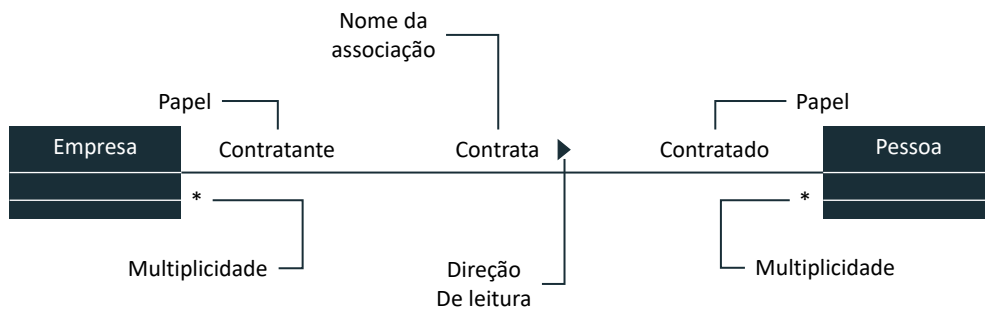 Nome da
associação
Papel
Papel
Empresa
Contratante
Contrata
Contratado
Pessoa
*
*
Multiplicidade
Direção
De leitura
Multiplicidade